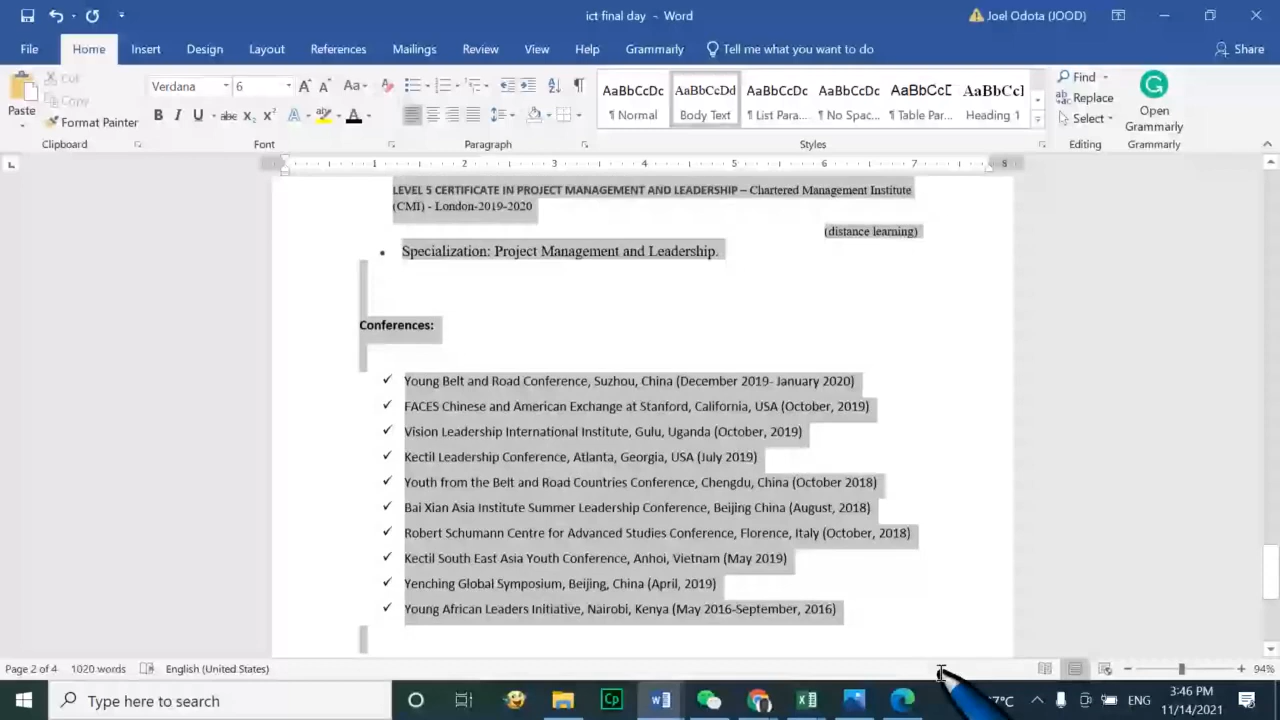 ict final day - Word
Joel Odota (JOOD)
File Home Insert Design Layout References Mailings Review View Help Grammarly Tell me what you want to do Share
Paste
Cut
Copy
Format Painter
Clipboard
Verdana 6
Font
Paragraph
AaBbCcDc AaBbCcDd AaBbCcDc AaBbCcDc AaBbCcD AaBbCcI
¶ Normal Body Text ¶ List Para... ¶ No Spac... ¶ Table Par... Heading 1
Styles
Find
Replace
Select
Editing
Open
Grammarly
Grammarly
1 2 3 4 5 6 7 8
LEVEL 5 CERTIFICATE IN PROJECT MANAGEMENT AND LEADERSHIP – Chartered Management Institute
(CMI) - London-2019-2020
(distance learning)
• Specialization: Project Management and Leadership.
Conferences:
✓ Young Belt and Road Conference, Suzhou, China (December 2019- January 2020)
✓ FACES Chinese and American Exchange at Stanford, California, USA (October, 2019)
✓ Vision Leadership International Institute, Gulu, Uganda (October, 2019)
✓ Kectil Leadership Conference, Atlanta, Georgia, USA (July 2019)
✓ Youth from the Belt and Road Countries Conference, Chengdu, China (October 2018)
✓ Bai Xian Asia Institute Summer Leadership Conference, Beijing China (August, 2018)
✓ Robert Schumann Centre for Advanced Studies Conference, Florence, Italy (October, 2018)
✓ Kectil South East Asia Youth Conference, Anhoi, Vietnam (May 2019)
✓ Yenching Global Symposium, Beijing, China (April, 2019)
✓ Young African Leaders Initiative, Nairobi, Kenya (May 2016-September, 2016)
Page 2 of 4 1020 words English (United States) 94%
Type here to search
ENG
3:46 PM
11/14/2021